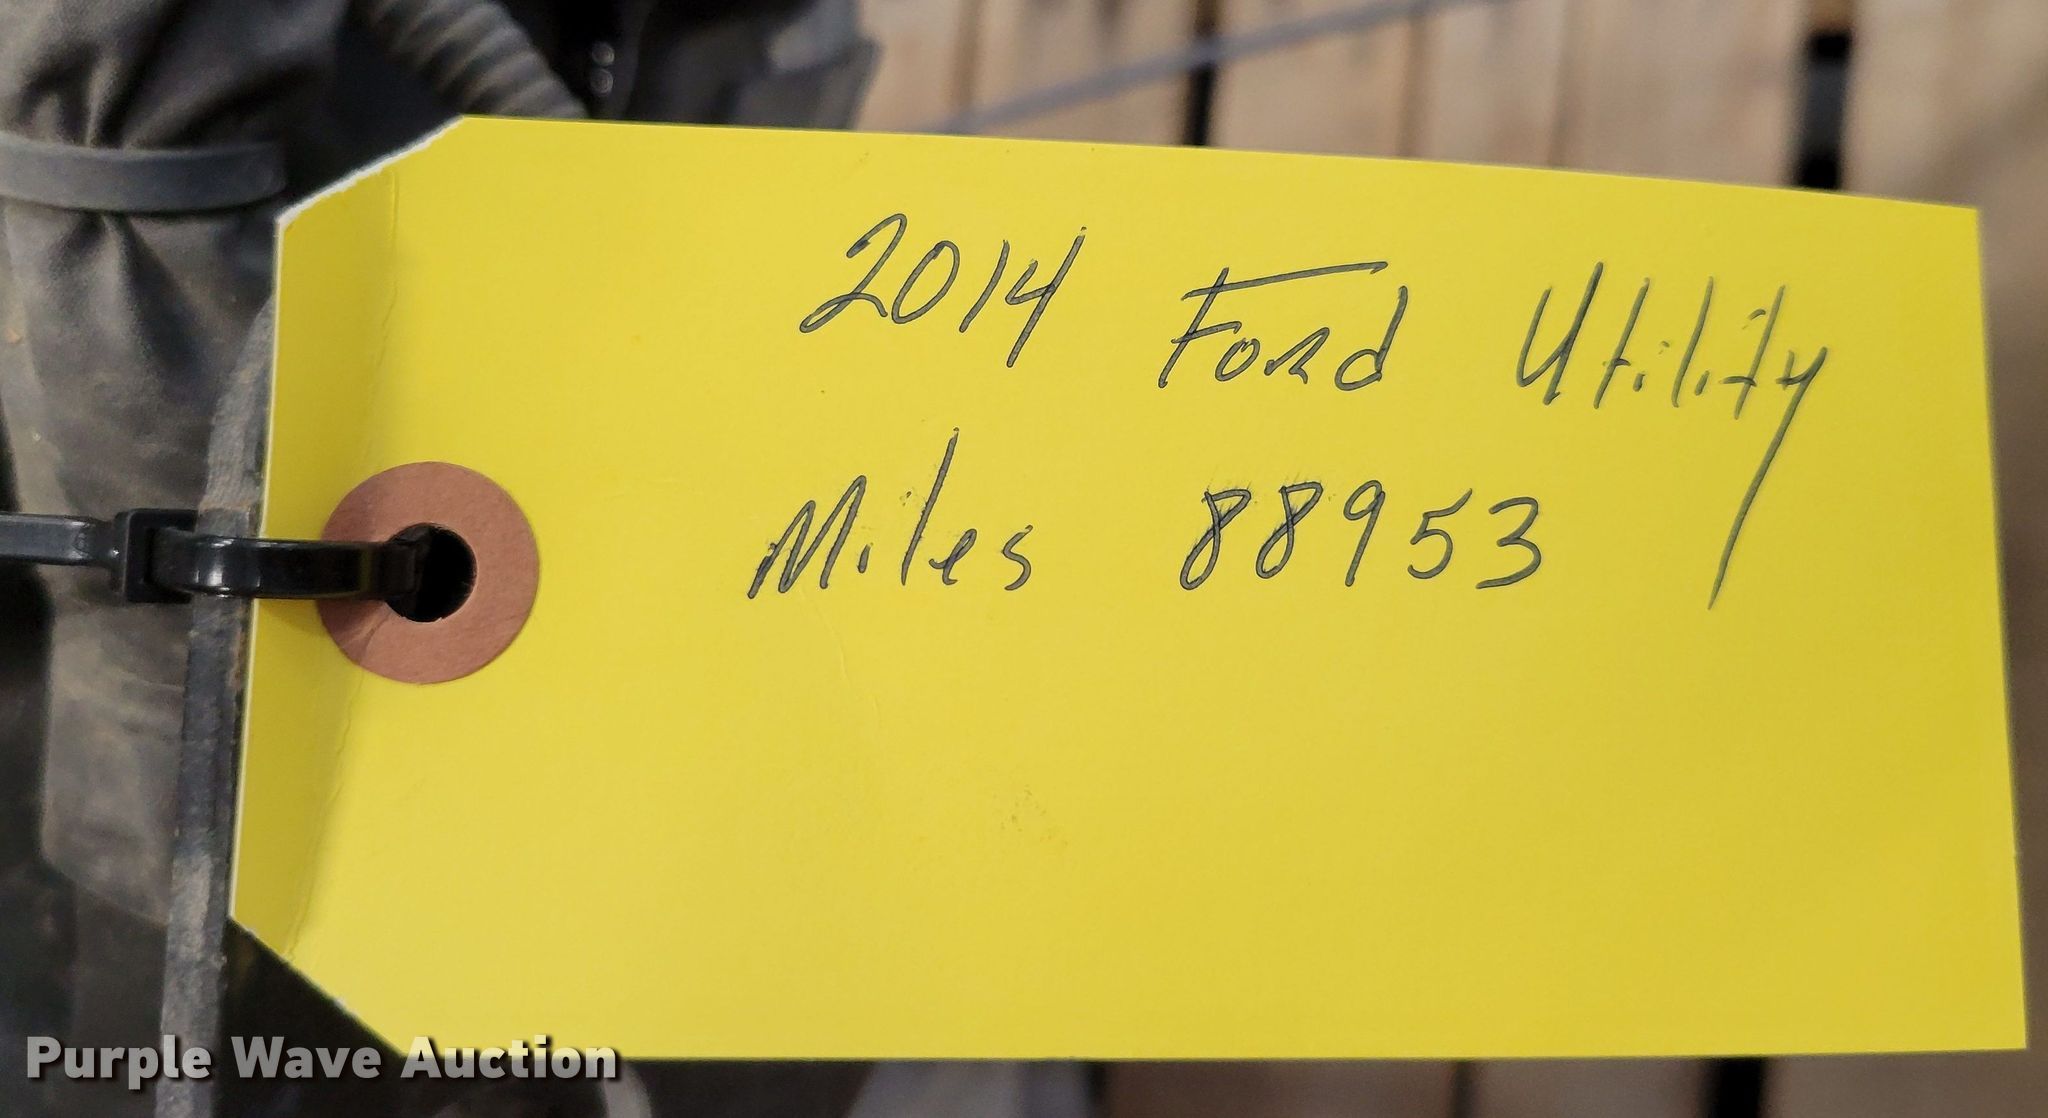 2014 Ford Utility
Miles 88953
Purple Wave Auction